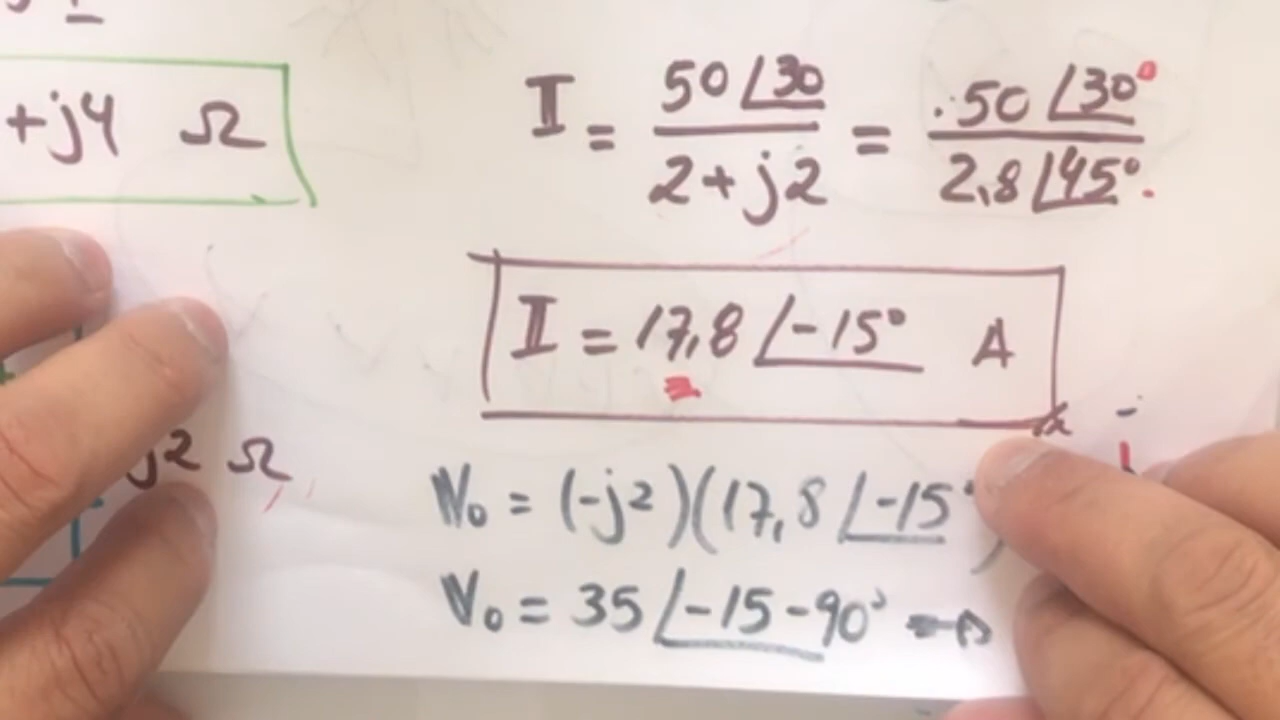 +j4 Ω
I = 50∠30 / 2+j2 = 50∠30° / 2,8∠45°
I = 17,8∠-15° A
j2 Ω
V₀ = (-j2)(17,8∠-15°)
V₀ = 35∠-15-90° →